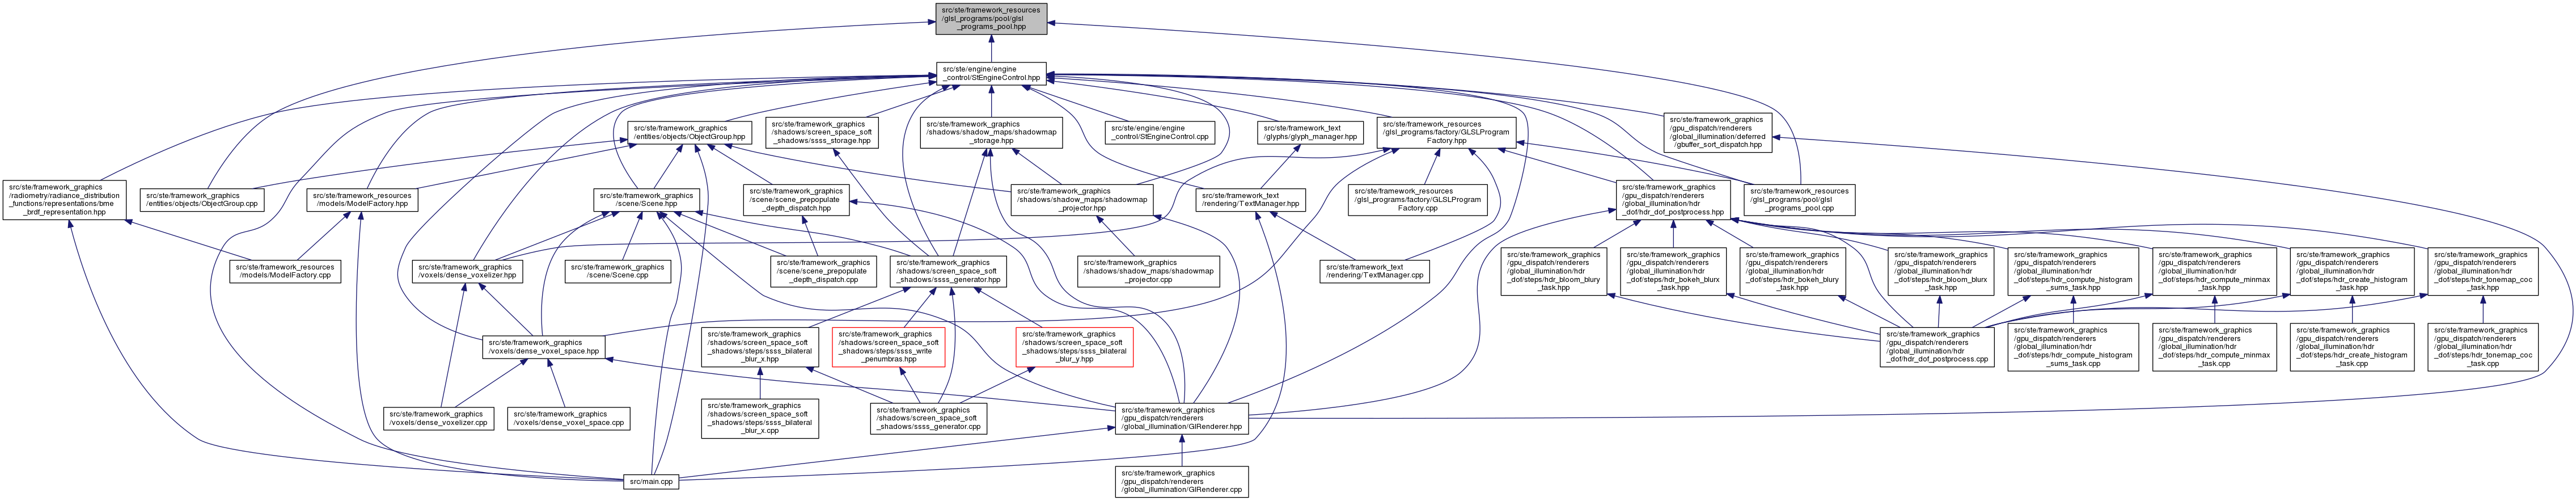 src/ste/framework_resources
/glsl_programs/pool/glsl
_programs_pool.hpp
src/ste/engine/engine
_control/StEngineControl.hpp
src/ste/framework_graphics
/entities/objects/ObjectGroup.hpp
src/ste/framework_graphics
/shadows/screen_space_soft
_shadows/ssss_storage.hpp
src/ste/framework_graphics
/shadows/shadow_maps/shadowmap
_storage.hpp
src/ste/engine/engine
_control/StEngineControl.cpp
src/ste/framework_text
/glyphs/glyph_manager.hpp
src/ste/framework_resources
/glsl_programs/factory/GLSLProgram
Factory.hpp
src/ste/framework_graphics
/gpu_dispatch/renderers
/global_illumination/deferred
_gbuffer_sort_dispatch.hpp
src/ste/framework_graphics
/radiometry/radiance_distribution
_functions/representations/bme
_brdf_representation.hpp
src/ste/framework_graphics
/entities/objects/ObjectGroup.cpp
src/ste/framework_resources
/models/ModelFactory.hpp
src/ste/framework_graphics
/scene/Scene.hpp
src/ste/framework_graphics
/scene/scene_prepopulate
_depth_dispatch.hpp
src/ste/framework_graphics
/shadows/shadow_maps/shadowmap
_projector.hpp
src/ste/framework_text
/rendering/TextManager.hpp
src/ste/framework_resources
/glsl_programs/factory/GLSLProgram
Factory.cpp
src/ste/framework_graphics
/gpu_dispatch/renderers
/global_illumination/hdr
_dof/hdr_dof_postprocess.hpp
src/ste/framework_resources
/glsl_programs/pool/glsl
_programs_pool.cpp
src/ste/framework_resources
/models/ModelFactory.cpp
src/ste/framework_graphics
/voxels/dense_voxelizer.hpp
src/ste/framework_graphics
/scene/Scene.cpp
src/ste/framework_graphics
/scene/scene_prepopulate
_depth_dispatch.cpp
src/ste/framework_graphics
/shadows/screen_space_soft
_shadows/ssss_generator.hpp
src/ste/framework_graphics
/shadows/shadow_maps/shadowmap
_projector.cpp
src/ste/framework_text
/rendering/TextManager.cpp
src/ste/framework_graphics
/gpu_dispatch/renderers
/global_illumination/hdr
_dof/steps/hdr_bloom_blury
_task.hpp
src/ste/framework_graphics
/gpu_dispatch/renderers
/global_illumination/hdr
_dof/steps/hdr_bokeh_blurx
_task.hpp
src/ste/framework_graphics
/gpu_dispatch/renderers
/global_illumination/hdr
_dof/steps/hdr_bokeh_blury
_task.hpp
src/ste/framework_graphics
/gpu_dispatch/renderers
/global_illumination/hdr
_dof/steps/hdr_bloom_blurx
_task.hpp
src/ste/framework_graphics
/gpu_dispatch/renderers
/global_illumination/hdr
_dof/steps/hdr_compute_histogram
_sums_task.hpp
src/ste/framework_graphics
/gpu_dispatch/renderers
/global_illumination/hdr
_dof/steps/hdr_compute_minmax
_task.hpp
src/ste/framework_graphics
/gpu_dispatch/renderers
/global_illumination/hdr
_dof/steps/hdr_create_histogram
_task.hpp
src/ste/framework_graphics
/gpu_dispatch/renderers
/global_illumination/hdr
_dof/steps/hdr_tonemap_coc
_task.hpp
src/ste/framework_graphics
/voxels/dense_voxel_space.hpp
src/ste/framework_graphics
/shadows/screen_space_soft
_shadows/steps/ssss_bilateral
_blur_x.hpp
src/ste/framework_graphics
/shadows/screen_space_soft
_shadows/steps/ssss_write
_penumbras.hpp
src/ste/framework_graphics
/shadows/screen_space_soft
_shadows/steps/ssss_bilateral
_blur_y.hpp
src/ste/framework_graphics
/gpu_dispatch/renderers
/global_illumination/hdr
_dof/hdr_dof_postprocess.cpp
src/ste/framework_graphics
/gpu_dispatch/renderers
/global_illumination/hdr
_dof/steps/hdr_compute_histogram
_sums_task.cpp
src/ste/framework_graphics
/gpu_dispatch/renderers
/global_illumination/hdr
_dof/steps/hdr_compute_minmax
_task.cpp
src/ste/framework_graphics
/gpu_dispatch/renderers
/global_illumination/hdr
_dof/steps/hdr_create_histogram
_task.cpp
src/ste/framework_graphics
/gpu_dispatch/renderers
/global_illumination/hdr
_dof/steps/hdr_tonemap_coc
_task.cpp
src/ste/framework_graphics
/voxels/dense_voxelizer.cpp
src/ste/framework_graphics
/voxels/dense_voxel_space.cpp
src/ste/framework_graphics
/shadows/screen_space_soft
_shadows/steps/ssss_bilateral
_blur_x.cpp
src/ste/framework_graphics
/shadows/screen_space_soft
_shadows/ssss_generator.cpp
src/ste/framework_graphics
/gpu_dispatch/renderers
/global_illumination/GIRenderer.hpp
src/main.cpp
src/ste/framework_graphics
/gpu_dispatch/renderers
/global_illumination/GIRenderer.cpp